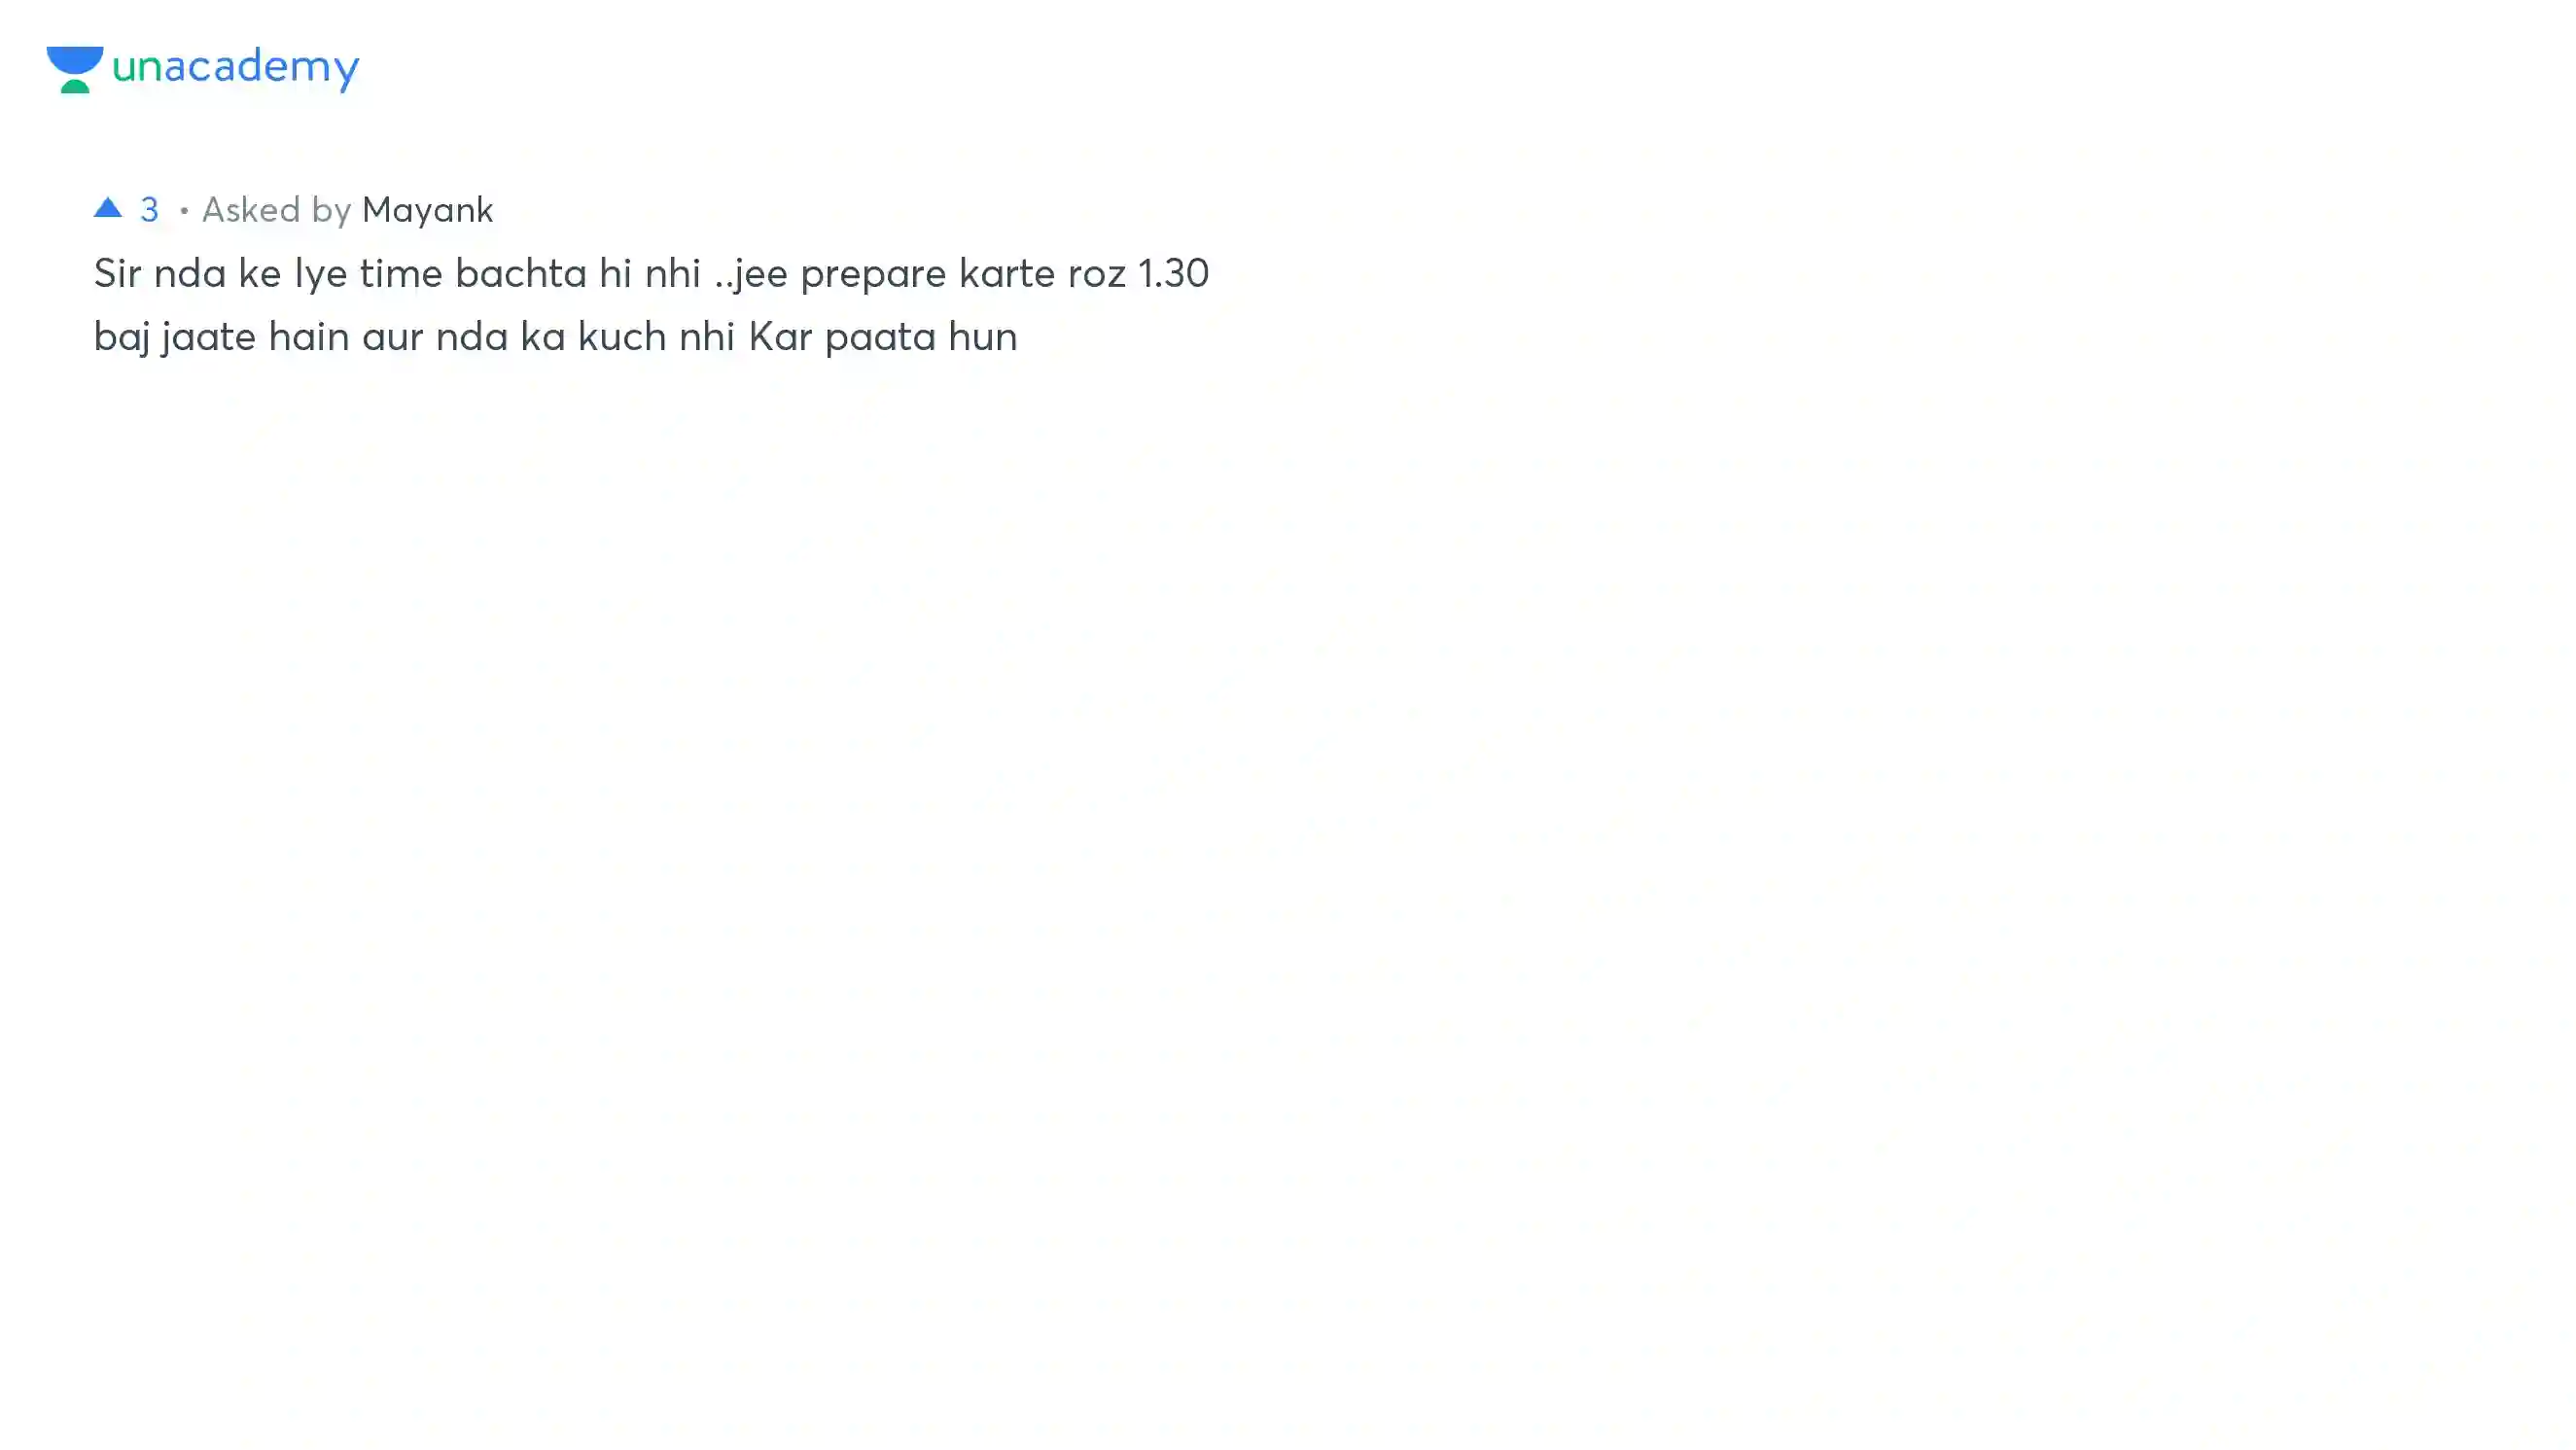 unacademy
▲ 3 • Asked by Mayank
Sir nda ke lye time bachta hi nhi ..jee prepare karte roz 1.30
baj jaate hain aur nda ka kuch nhi Kar paata hun